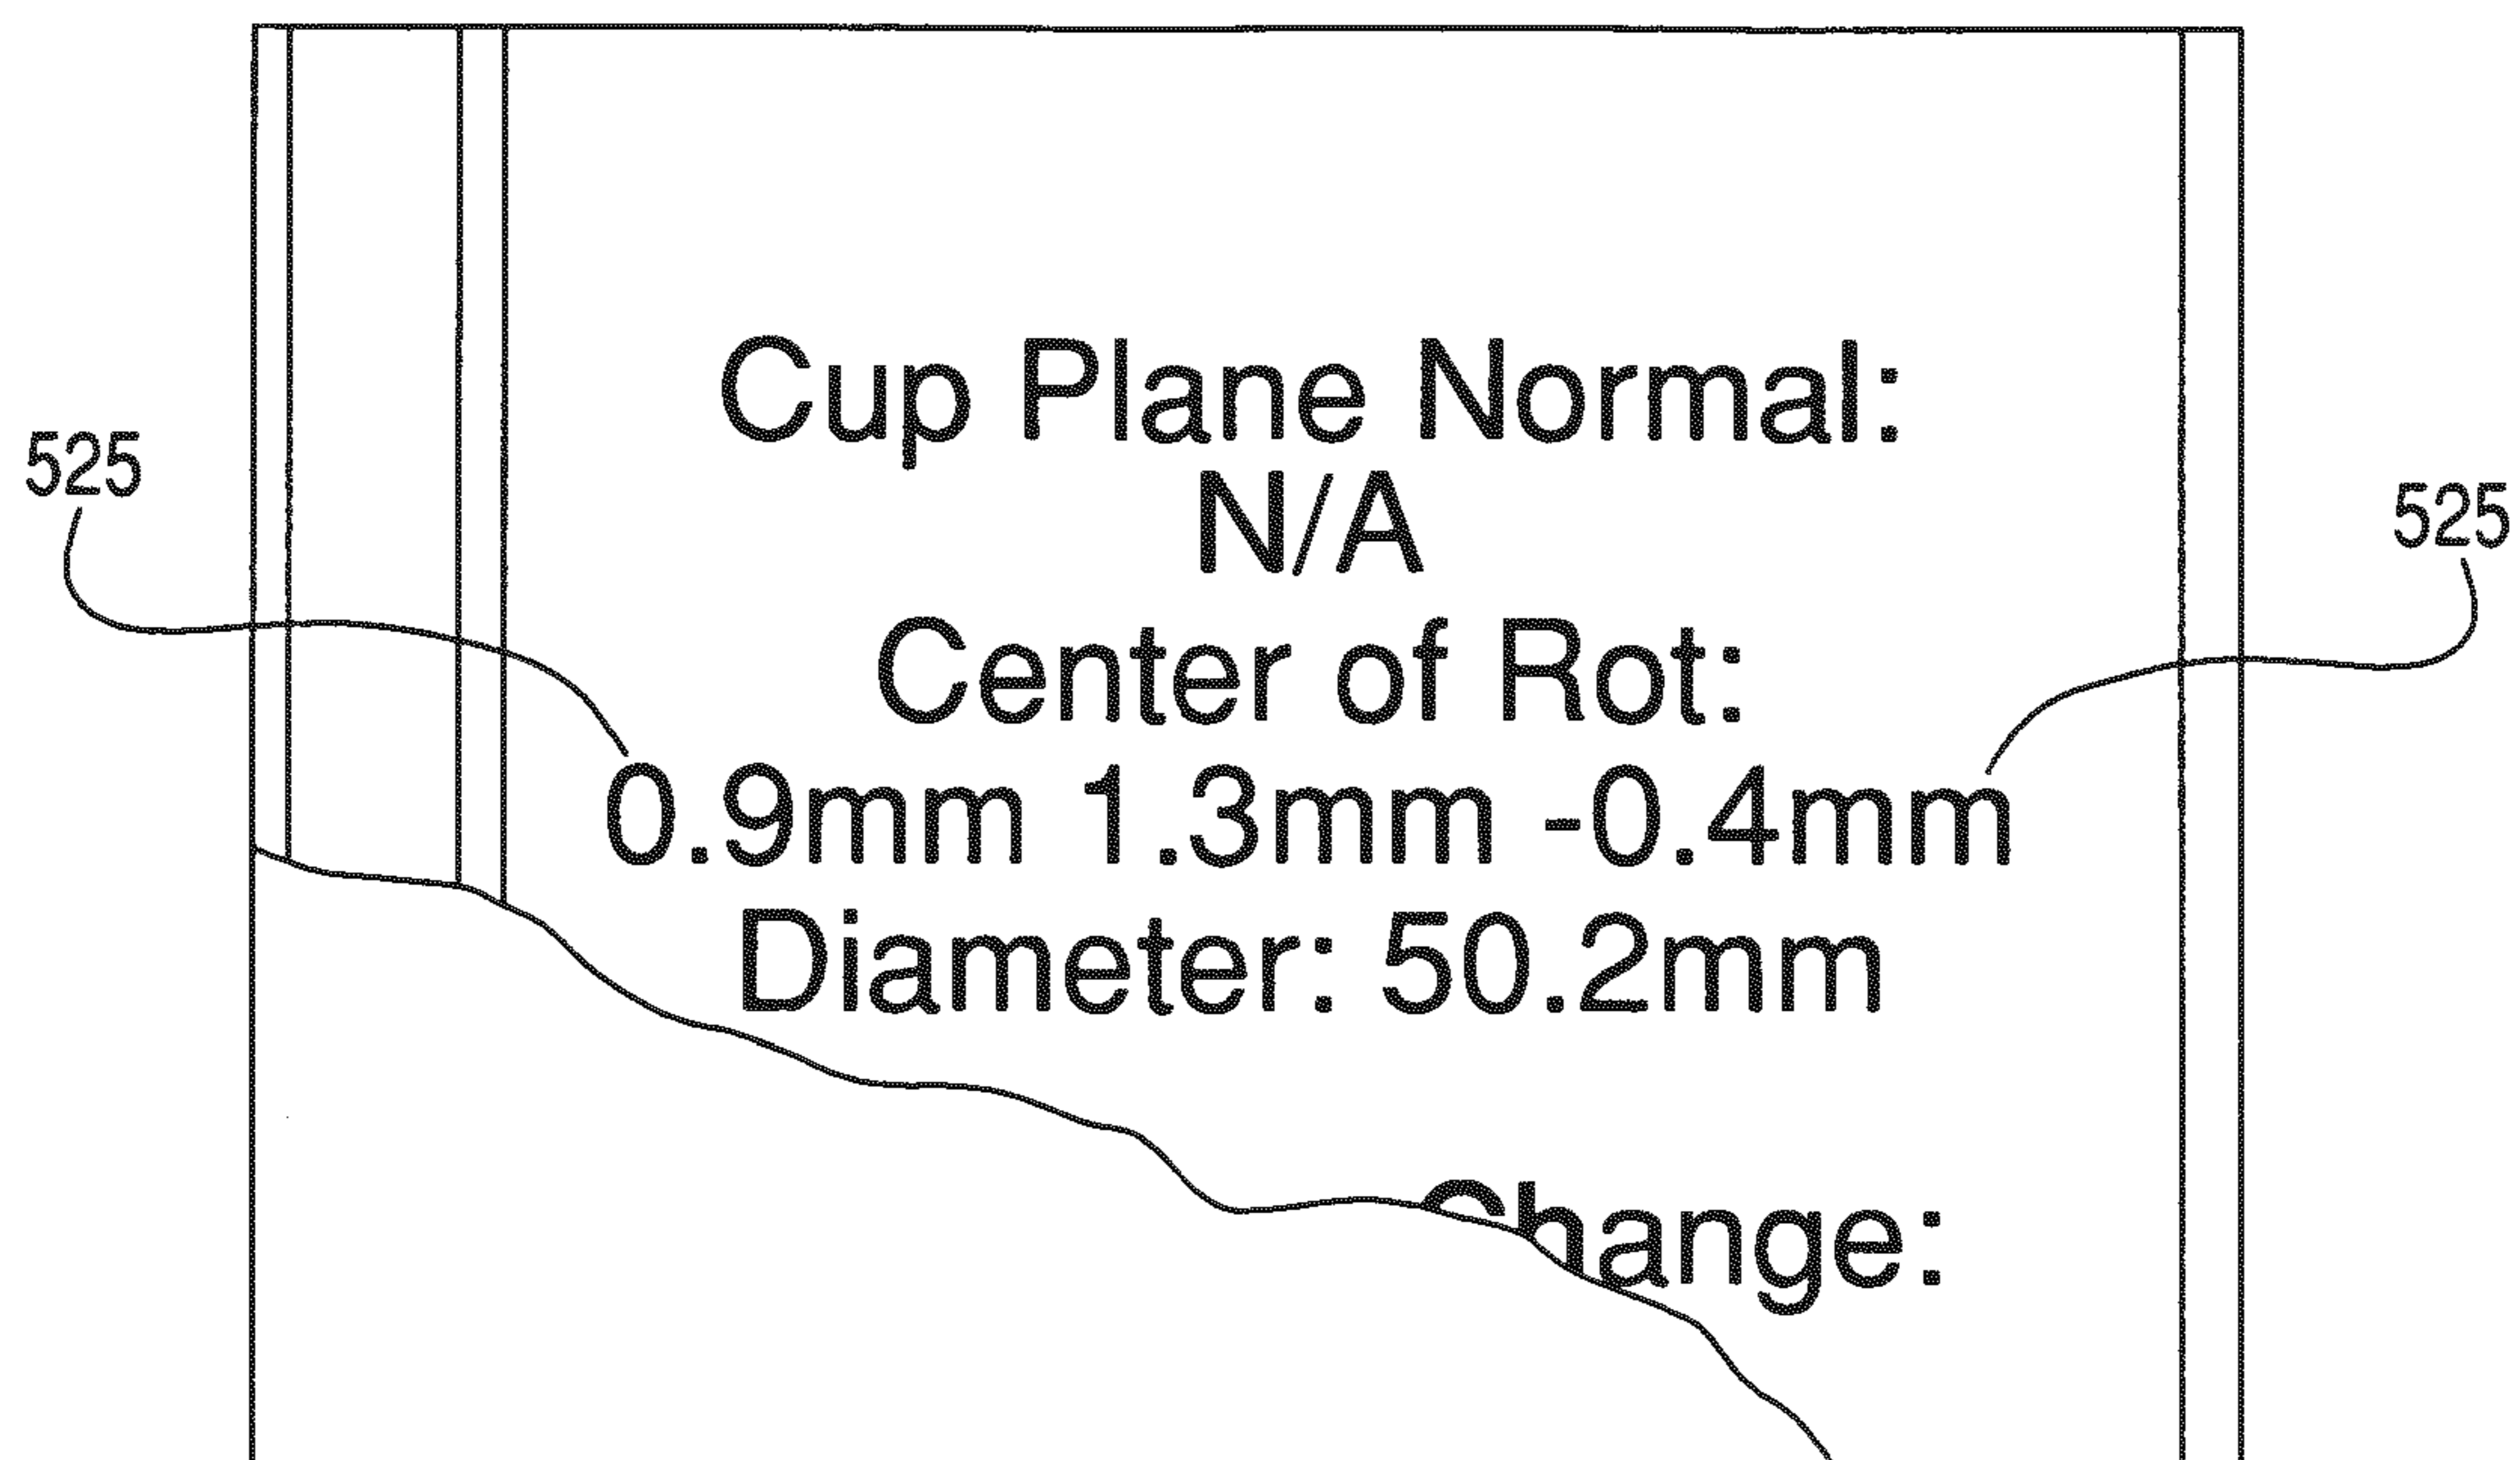 Cup Plane Normal:
525
N/A
525
Center of Rot:
0.9mm 1.3mm -0.4mm
Diameter: 50.2mm
Change: